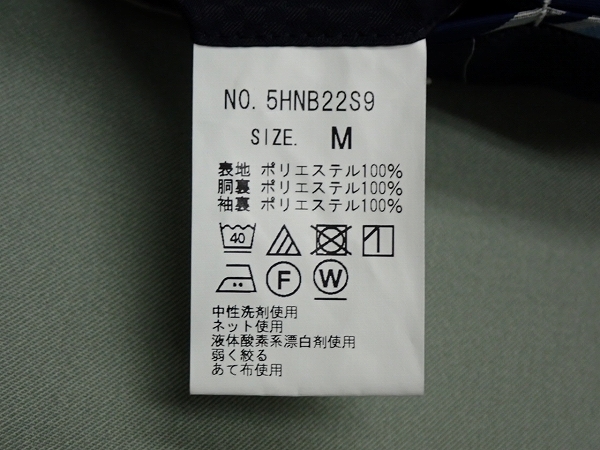 NO. 5HNB22S9
SIZE. M
表地 ポリエステル100%
胴裏 ポリエステル100%
袖裏 ポリエステル100%
40
F W
中性洗剤使用
ネット使用
液体酸素系漂白剤使用
弱く絞る
あて布使用